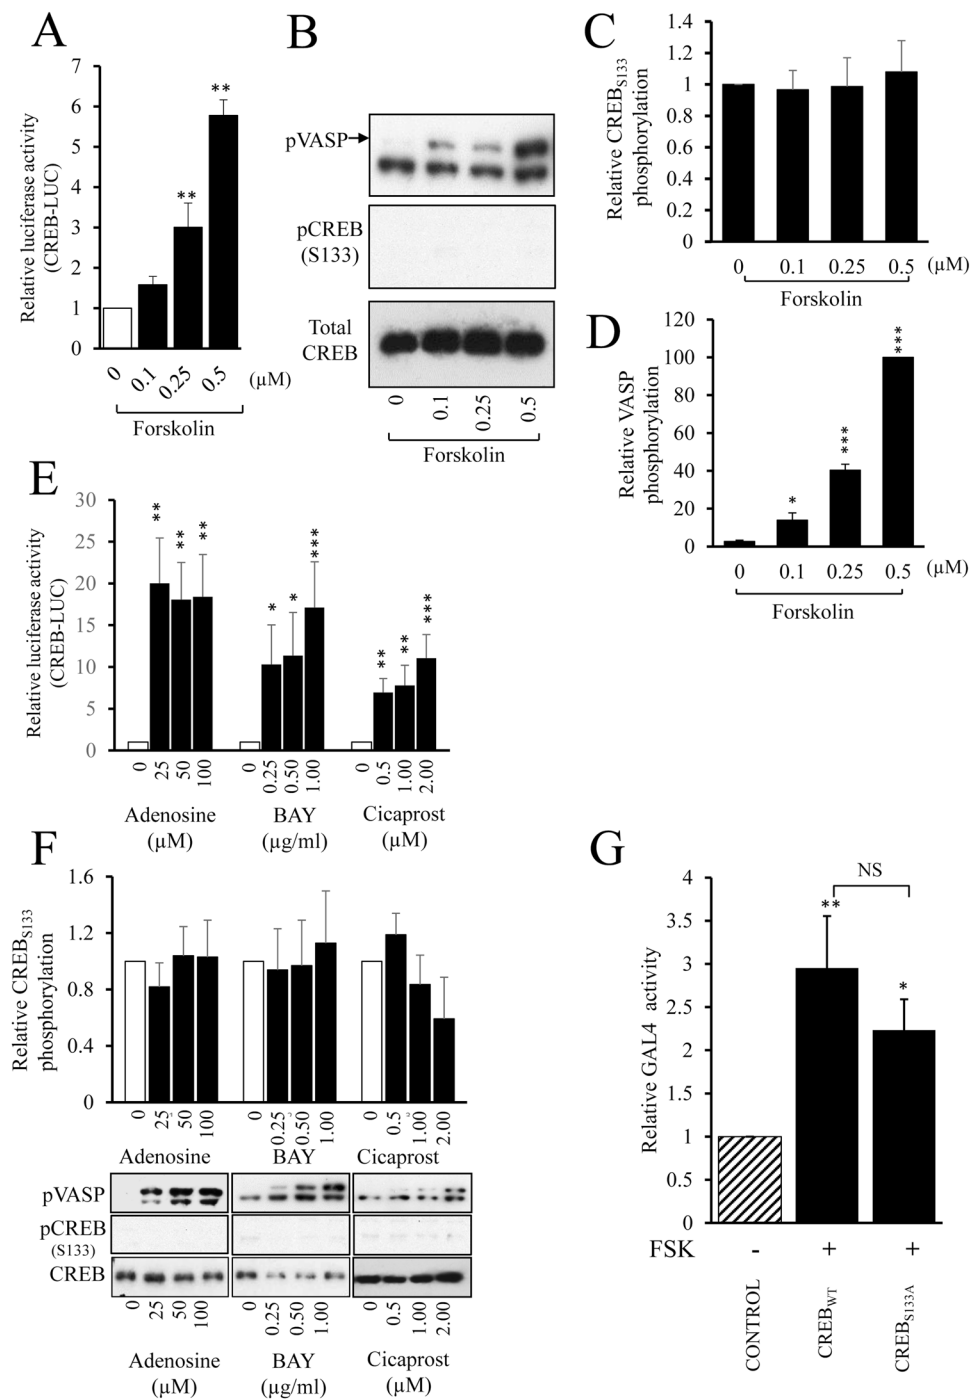 A
Relative luciferase activity
(CREB-LUC)
7
6
5
4
3
2
1
0
**
**
0
0.1
0.25
0.5
(µM)
Forskolin
B
pVASP
pCREB
(S133)
Total
CREB
0
0.1
0.25
0.5
Forskolin
C
Relative CREBS133
phosphorylation
1.4
1.2
1
0.8
0.6
0.4
0.2
0
0
0.1
0.25
0.5
(µM)
Forskolin
D
Relative VASP
phosphorylation
120
100
80
60
40
20
0
*
***
***
0
0.1
0.25
0.5
(µM)
Forskolin
E
Relative luciferase activity
(CREB-LUC)
30
25
20
15
10
5
0
**
**
**
*
*
***
**
**
***
0
25
50
100
0
0.25
0.50
1.00
0
0.5
1.00
2.00
Adenosine
(µM)
BAY
(µg/ml)
Cicaprost
(µM)
F
Relative CREBS133
phosphorylation
1.6
1.2
0.8
0.4
0
0
25
50
100
0
0.25
0.50
1.00
0
0.5
1.00
2.00
Adenosine
BAY
Cicaprost
pVASP
pCREB
(S133)
CREB
0
25
50
100
0
0.25
0.50
1.00
0
0.5
1.00
2.00
Adenosine
(µM)
BAY
(µg/ml)
Cicaprost
(µM)
G
Relative GAL4 activity
4
3.5
3
2.5
2
1.5
1
0.5
0
**
NS
*
FSK - + +
CONTROL
CREBWT
CREBS133A